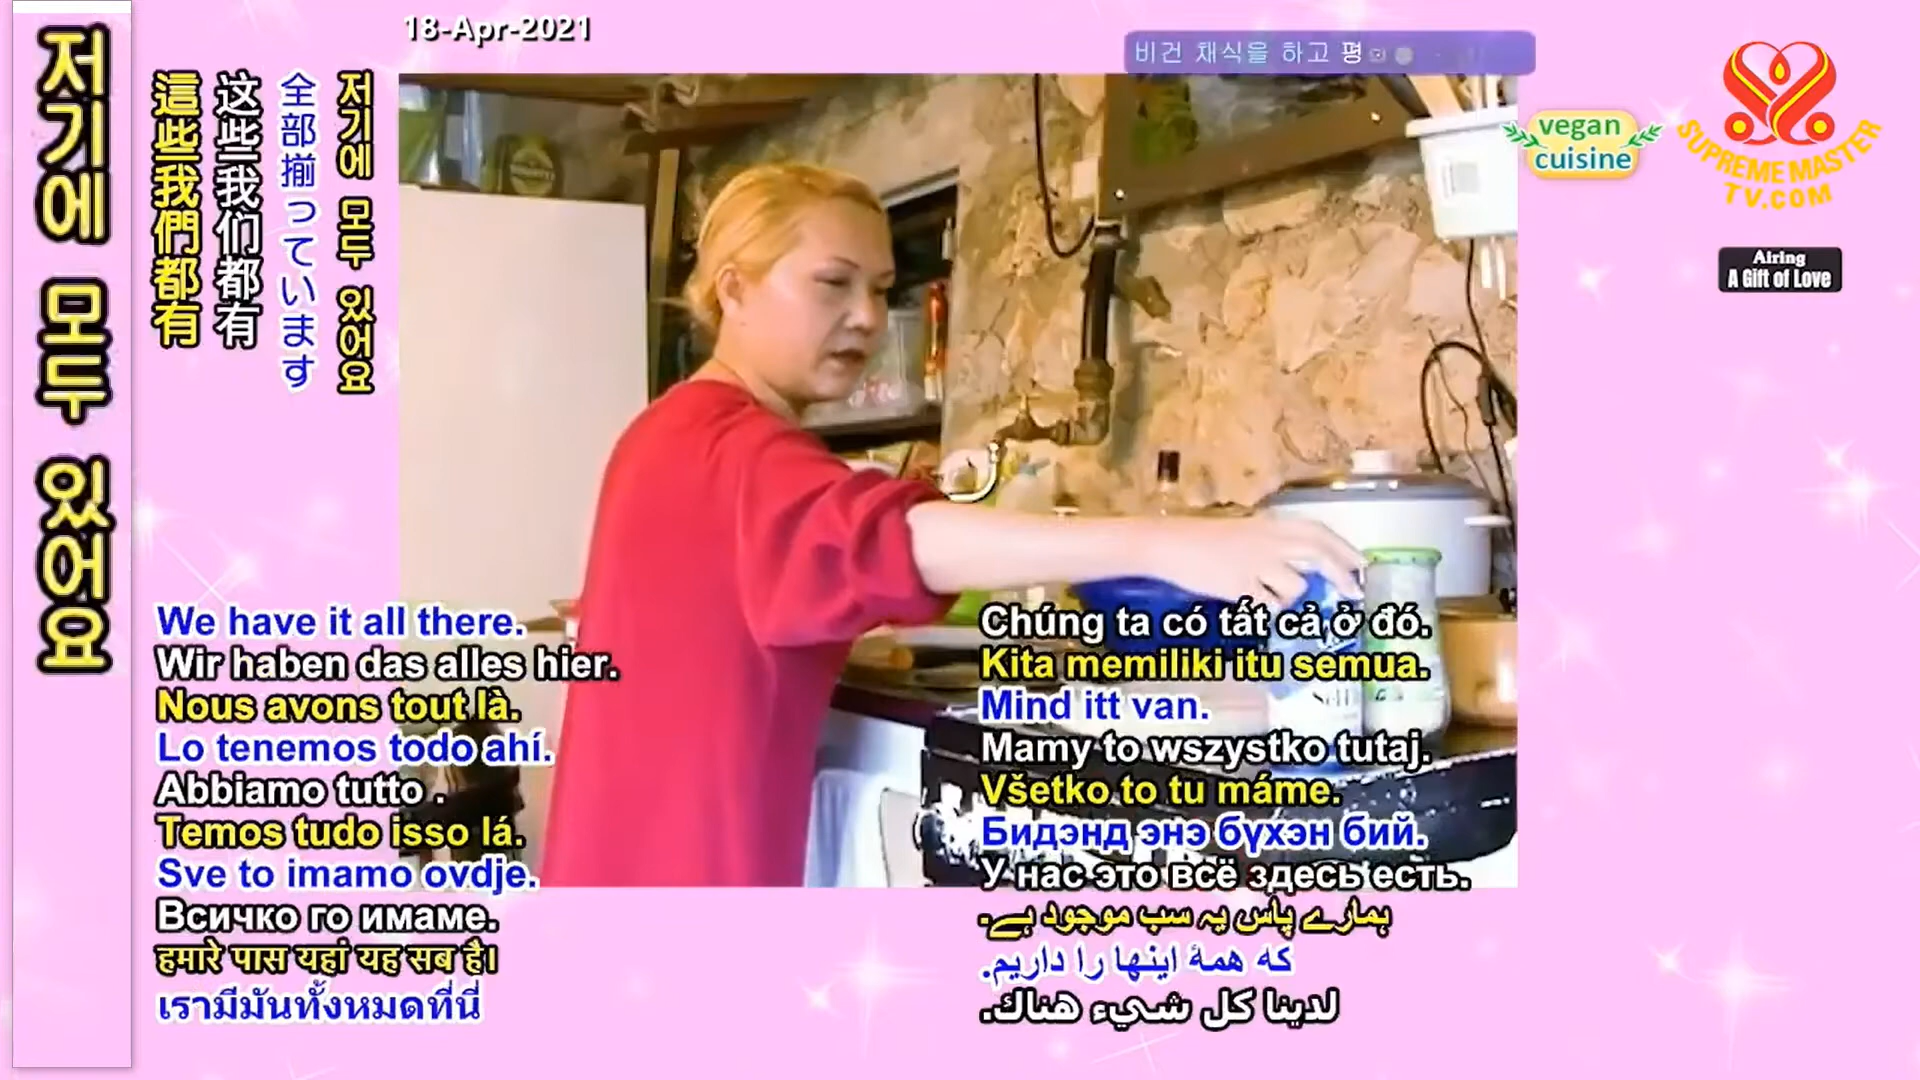 저기에 모두 있어요
18-Apr-2021
비건 채식을 하고 평
這些我們都有
这些我们都有
全部揃っています
저기에 모두 있어요
vegan
cuisine
SUPREME MASTER
TV.COM
Airing
A Gift of Love
We have it all there.
Wir haben das alles hier.
Nous avons tout là.
Lo tenemos todo ahí.
Abbiamo tutto .
Temos tudo isso lá.
Sve to imamo ovdje.
Всичко го имаме.
हमारे पास यहां यह सब है।
เรามีมันทั้งหมดที่นี่
Chúng ta có tất cả ở đó.
Kita memiliki itu semua.
Mind itt van.
Mamy to wszystko tutaj.
Všetko to tu máme.
Бидэнд энэ бүхэн бий.
У нас это всё здесь есть.
ہمارے پاس یہ سب موجود ہے۔
که همهٔ اینها را داریم.
لدينا كل شيء هناك.